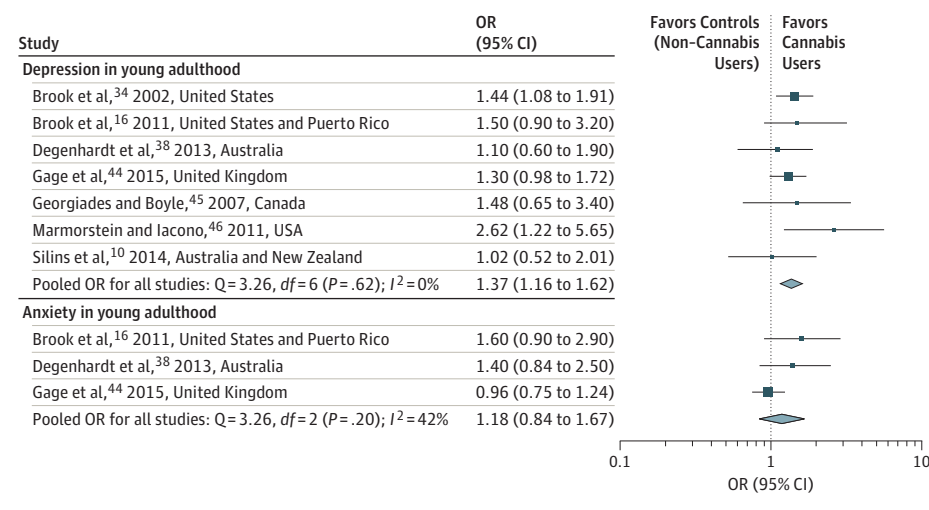 Study OR (95% CI) Favors Controls (Non-Cannabis Users) Favors Cannabis Users
Depression in young adulthood
Brook et al,34 2002, United States 1.44 (1.08 to 1.91)
Brook et al,16 2011, United States and Puerto Rico 1.50 (0.90 to 3.20)
Degenhardt et al,38 2013, Australia 1.10 (0.60 to 1.90)
Gage et al,44 2015, United Kingdom 1.30 (0.98 to 1.72)
Georgiades and Boyle,45 2007, Canada 1.48 (0.65 to 3.40)
Marmorstein and Iacono,46 2011, USA 2.62 (1.22 to 5.65)
Silins et al,10 2014, Australia and New Zealand 1.02 (0.52 to 2.01)
Pooled OR for all studies: Q = 3.26, df = 6 (P = .62); I2 = 0% 1.37 (1.16 to 1.62)
Anxiety in young adulthood
Brook et al,16 2011, United States and Puerto Rico 1.60 (0.90 to 2.90)
Degenhardt et al,38 2013, Australia 1.40 (0.84 to 2.50)
Gage et al,44 2015, United Kingdom 0.96 (0.75 to 1.24)
Pooled OR for all studies: Q = 3.26, df = 2 (P = .20); I2 = 42% 1.18 (0.84 to 1.67)
0.1 1 10
OR (95% CI)